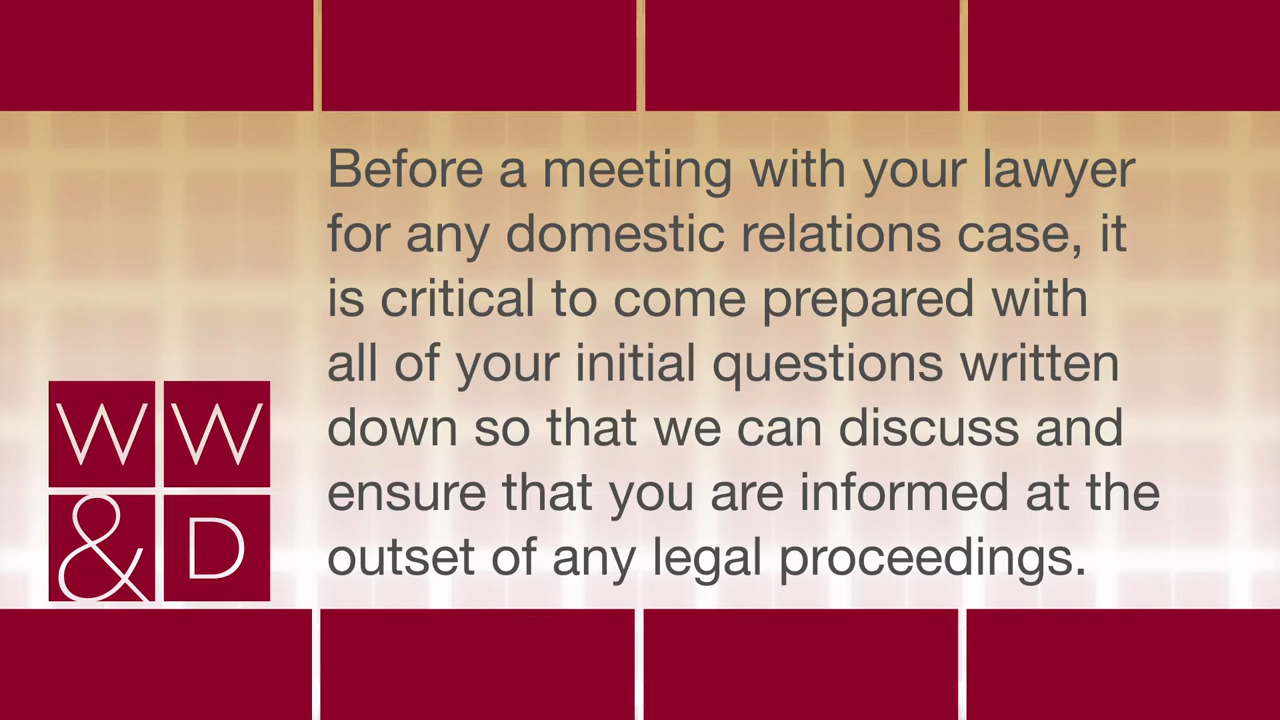 Before a meeting with your lawyer
for any domestic relations case, it
is critical to come prepared with
all of your initial questions written
down so that we can discuss and
ensure that you are informed at the
outset of any legal proceedings.
W W
& D